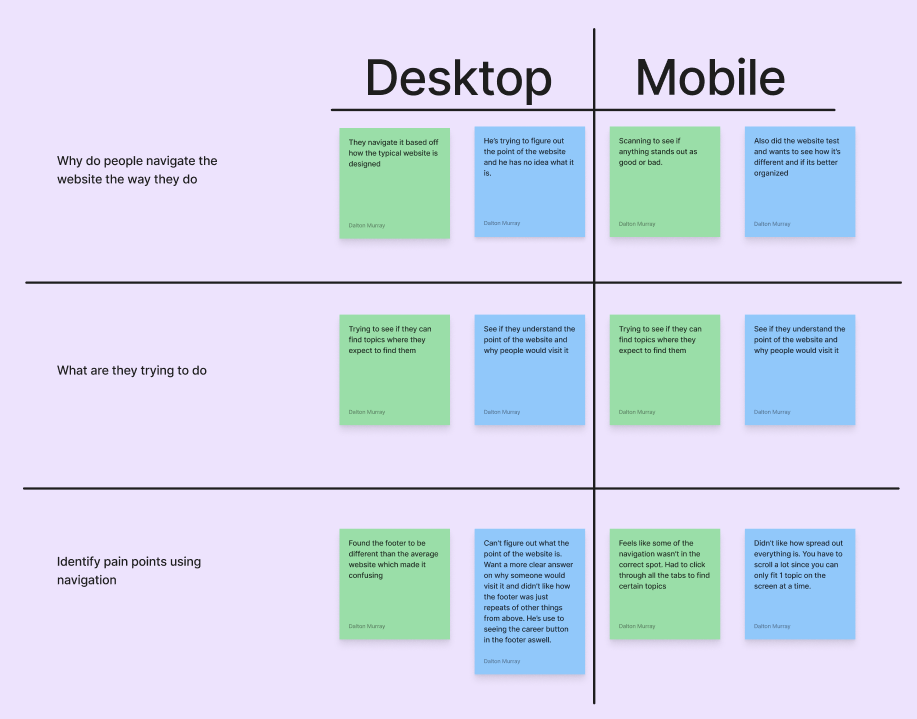 Desktop
Mobile
Why do people navigate the
website the way they do
They navigate it based off
how the typical website is
designed
Dalton Murray
He's trying to figure out
the point of the website
and he has no idea what it
is.
Dalton Murray
Scanning to see if
anything stands out as
good or bad.
Dalton Murray
Also did the website test
and wants to see how it's
different and if its better
organized
Dalton Murray
What are they trying to do
Trying to see if they can
find topics where they
expect to find them
Dalton Murray
See if they understand the
point of the website and
why people would visit it
Dalton Murray
Trying to see if they can
find topics where they
expect to find them
Dalton Murray
See if they understand the
point of the website and
why people would visit it
Dalton Murray
Identify pain points using
navigation
Found the footer to be
different than the average
website which made it
confusing
Dalton Murray
Can't figure out what the
point of the website is.
Want a more clear answer
on why someone would
visit it and didn't like how
the footer was just
repeats of other things
from above. He's use to
seeing the career button
in the footer aswell.
Dalton Murray
Feels like some of the
navigation wasn't in the
correct spot. Had to click
through all the tabs to find
certain topics
Dalton Murray
Didn't like how spread out
everything is. You have to
scroll a lot since you can
only fit 1 topic on the
screen at a time.
Dalton Murray